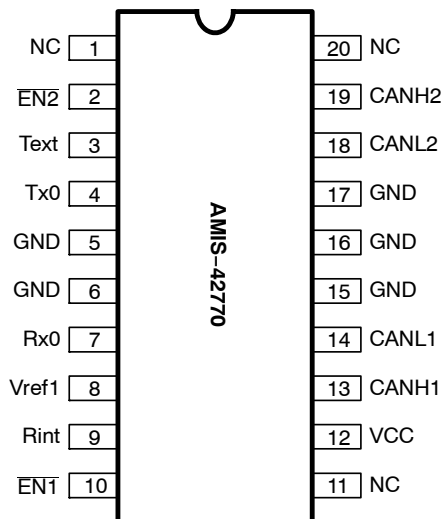 NC 1 20 NC
EN2 2 19 CANH2
Text 3 18 CANL2
Tx0 4 17 GND
GND 5 16 GND
GND 6 15 GND
Rx0 7 14 CANL1
Vref1 8 13 CANH1
Rint 9 12 VCC
EN1 10 11 NC
AMIS−42770